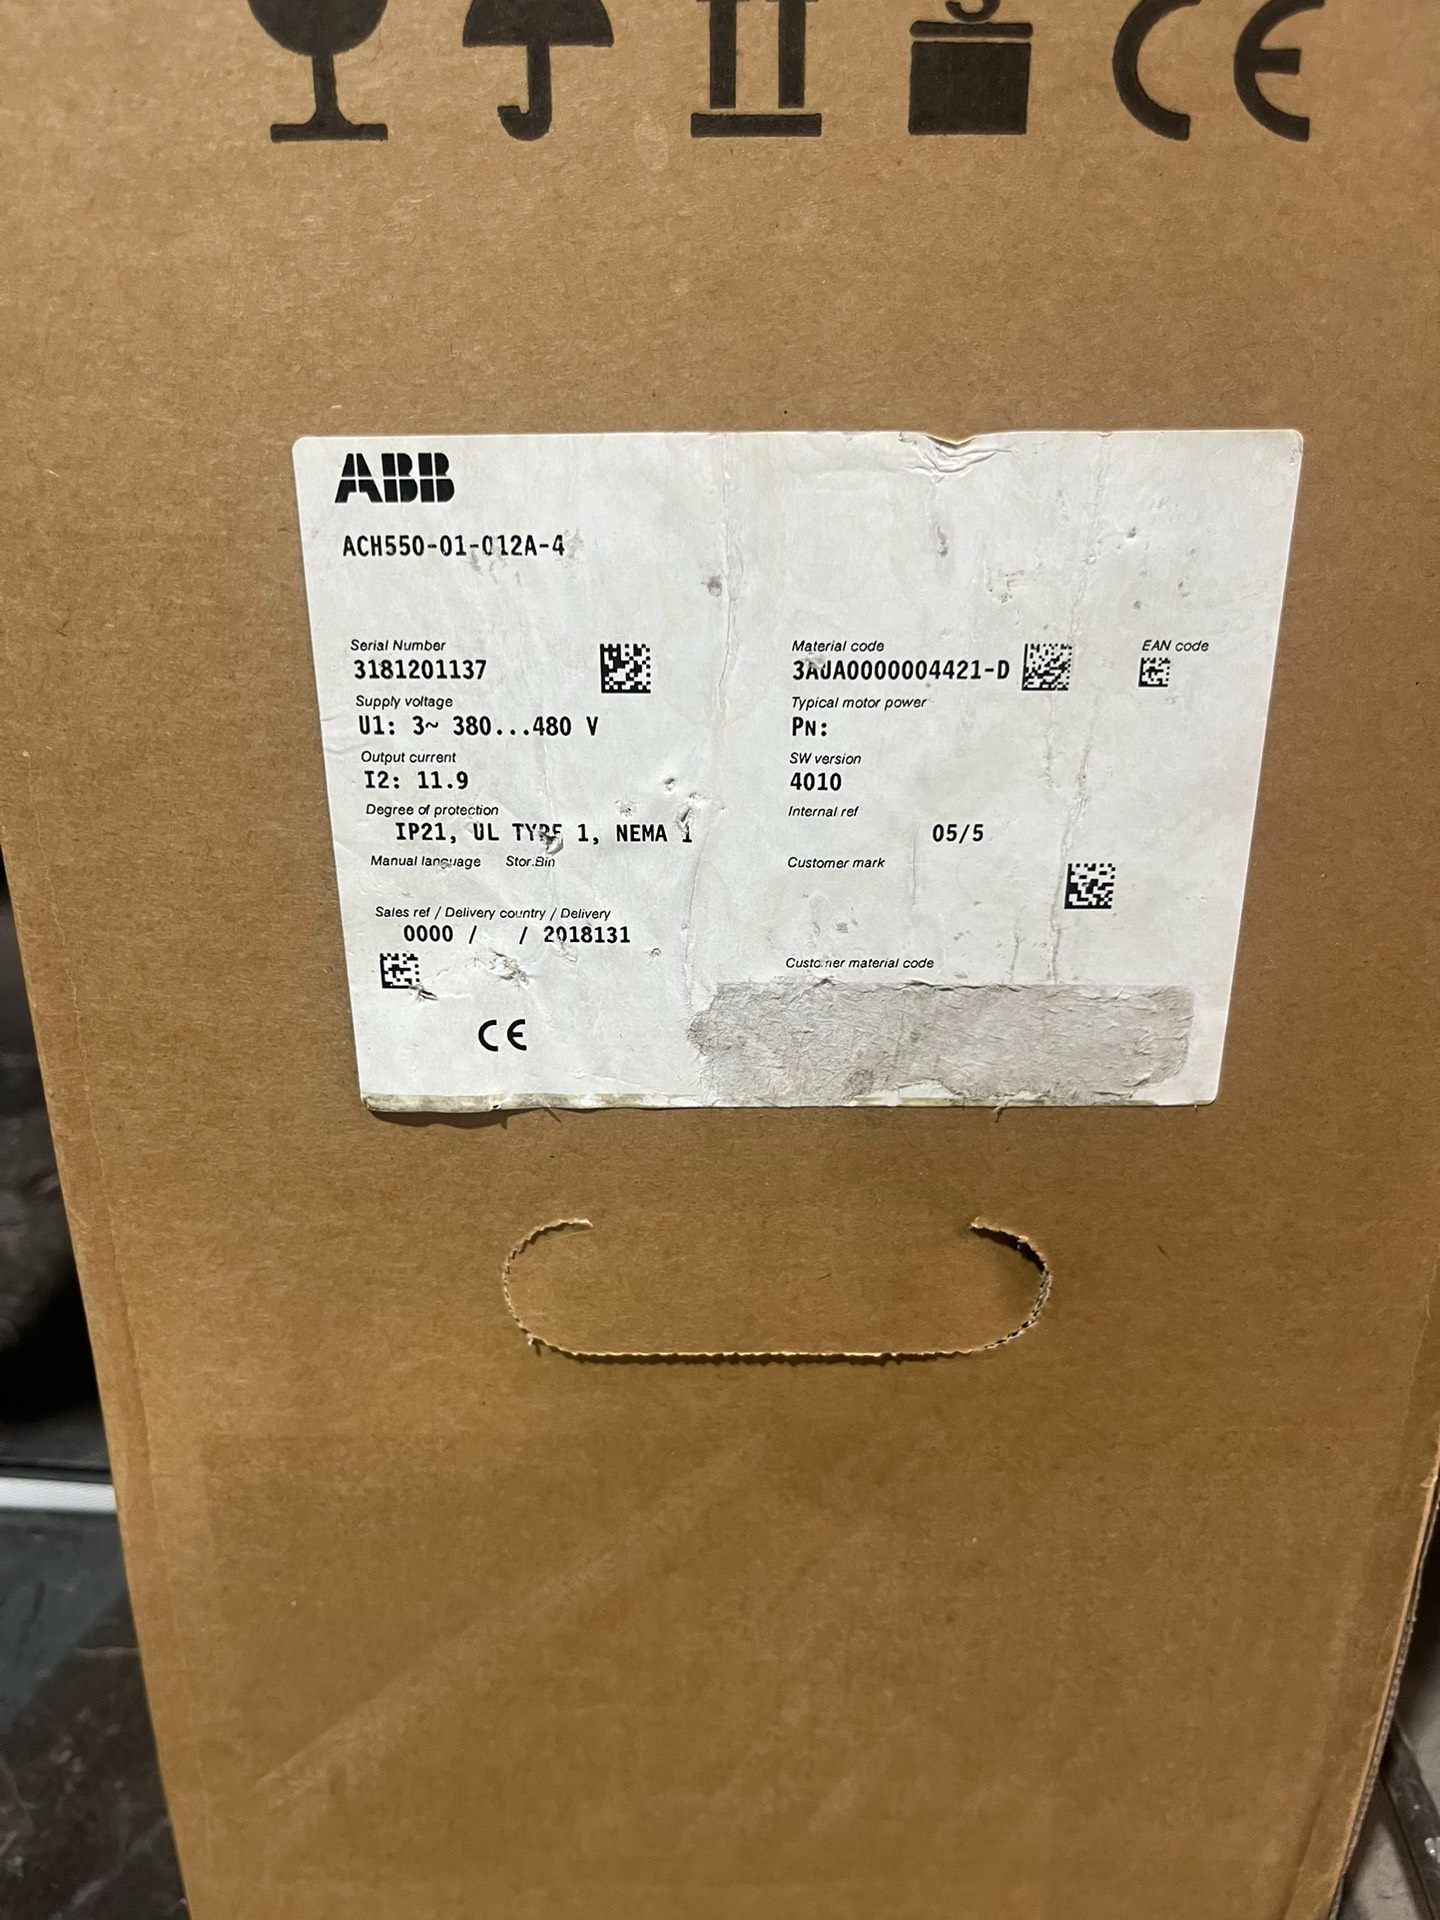 CE
ABB
ACH550-01-012A-4
Serial Number
3181201137
Supply voltage
U1: 3~ 380...480 V
Output current
I2: 11.9
Degree of protection
IP21, UL TYPE 1, NEMA 1
Manual language Stor.Bin
Sales ref / Delivery country / Delivery
0000 / / 2018131
CE
Material code
3AUA0000004421-D
EAN code
Typical motor power
PN:
SW version
4010
Internal ref
05/5
Customer mark
Customer material code